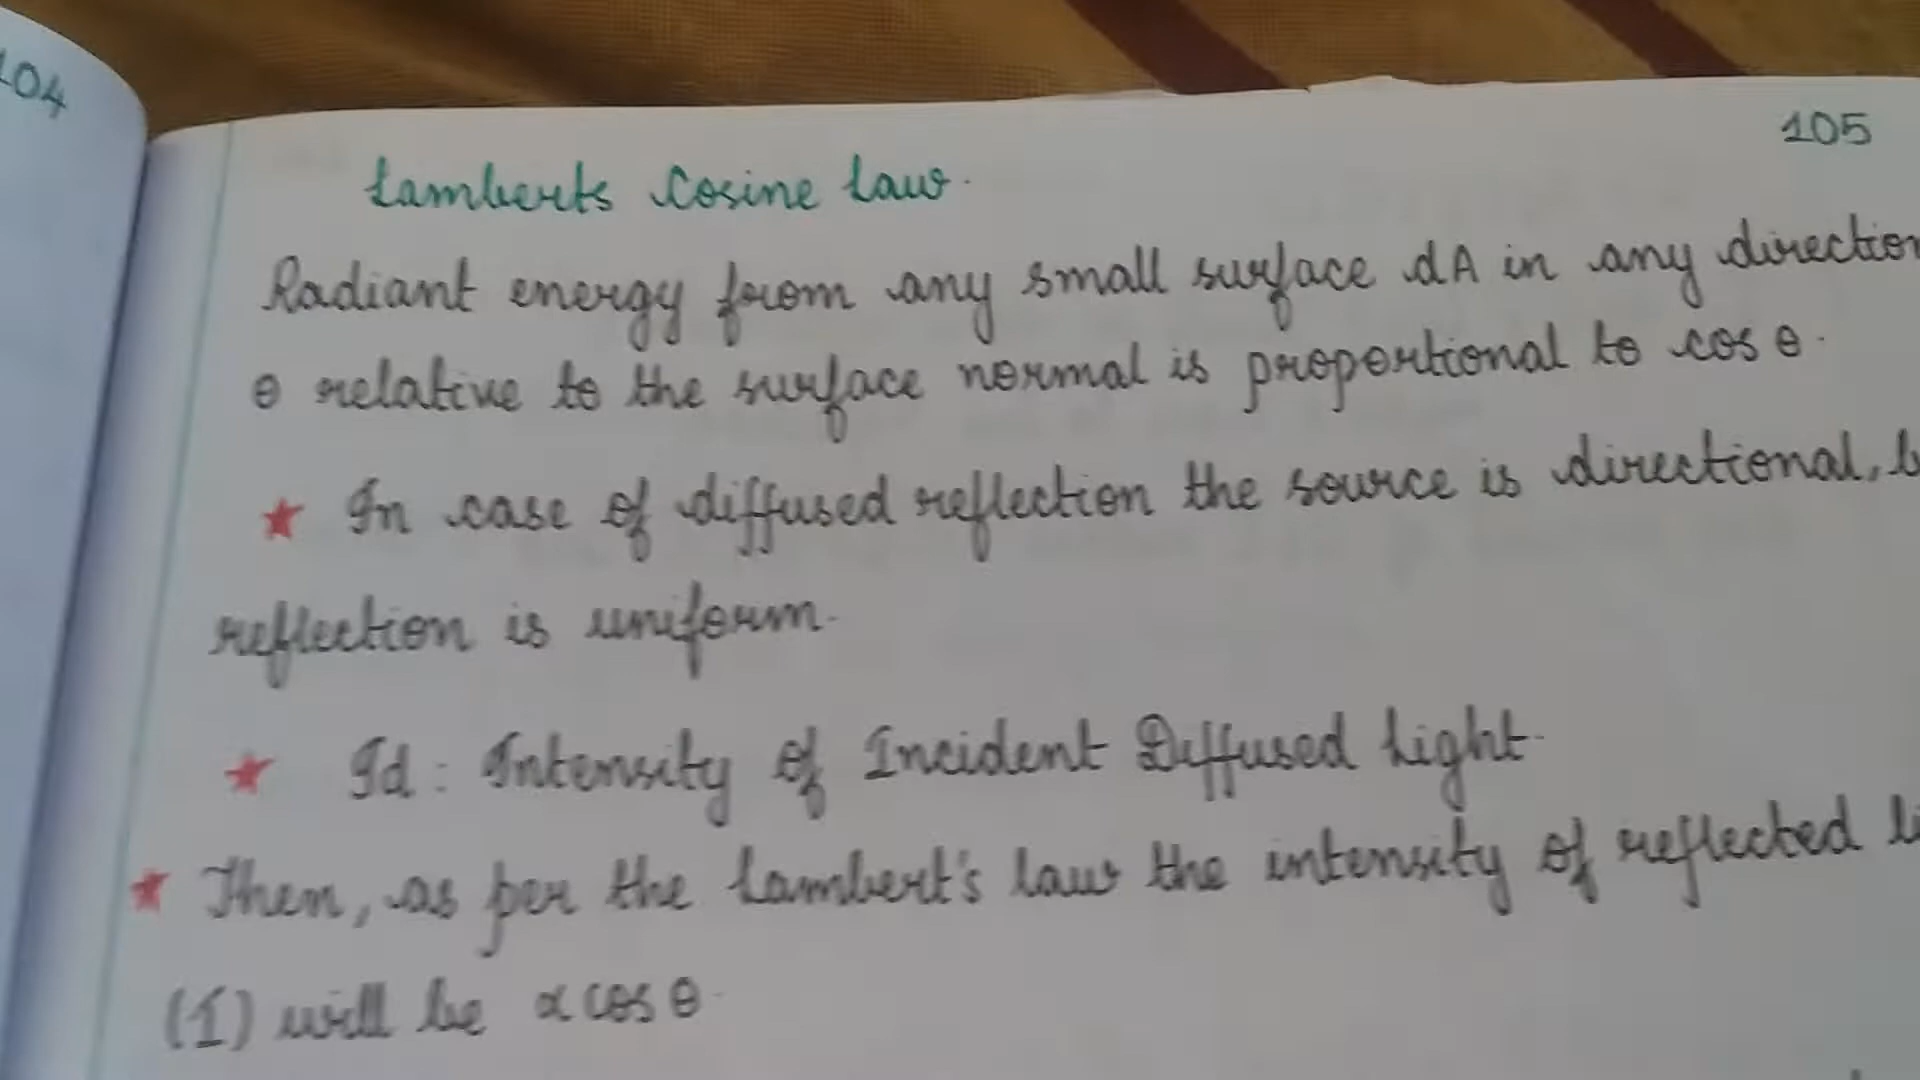 104
105
Lamberts Cosine Law.
Radiant energy from any small surface dA in any direction
θ relative to the surface normal is proportional to cos θ.
★ In case of diffused reflection the source is directional,
reflection is uniform.
★ Id : Intensity of Incident Diffused Light.
★ Then, as per the Lambert's law the intensity of reflected
(I) will be α cos θ.